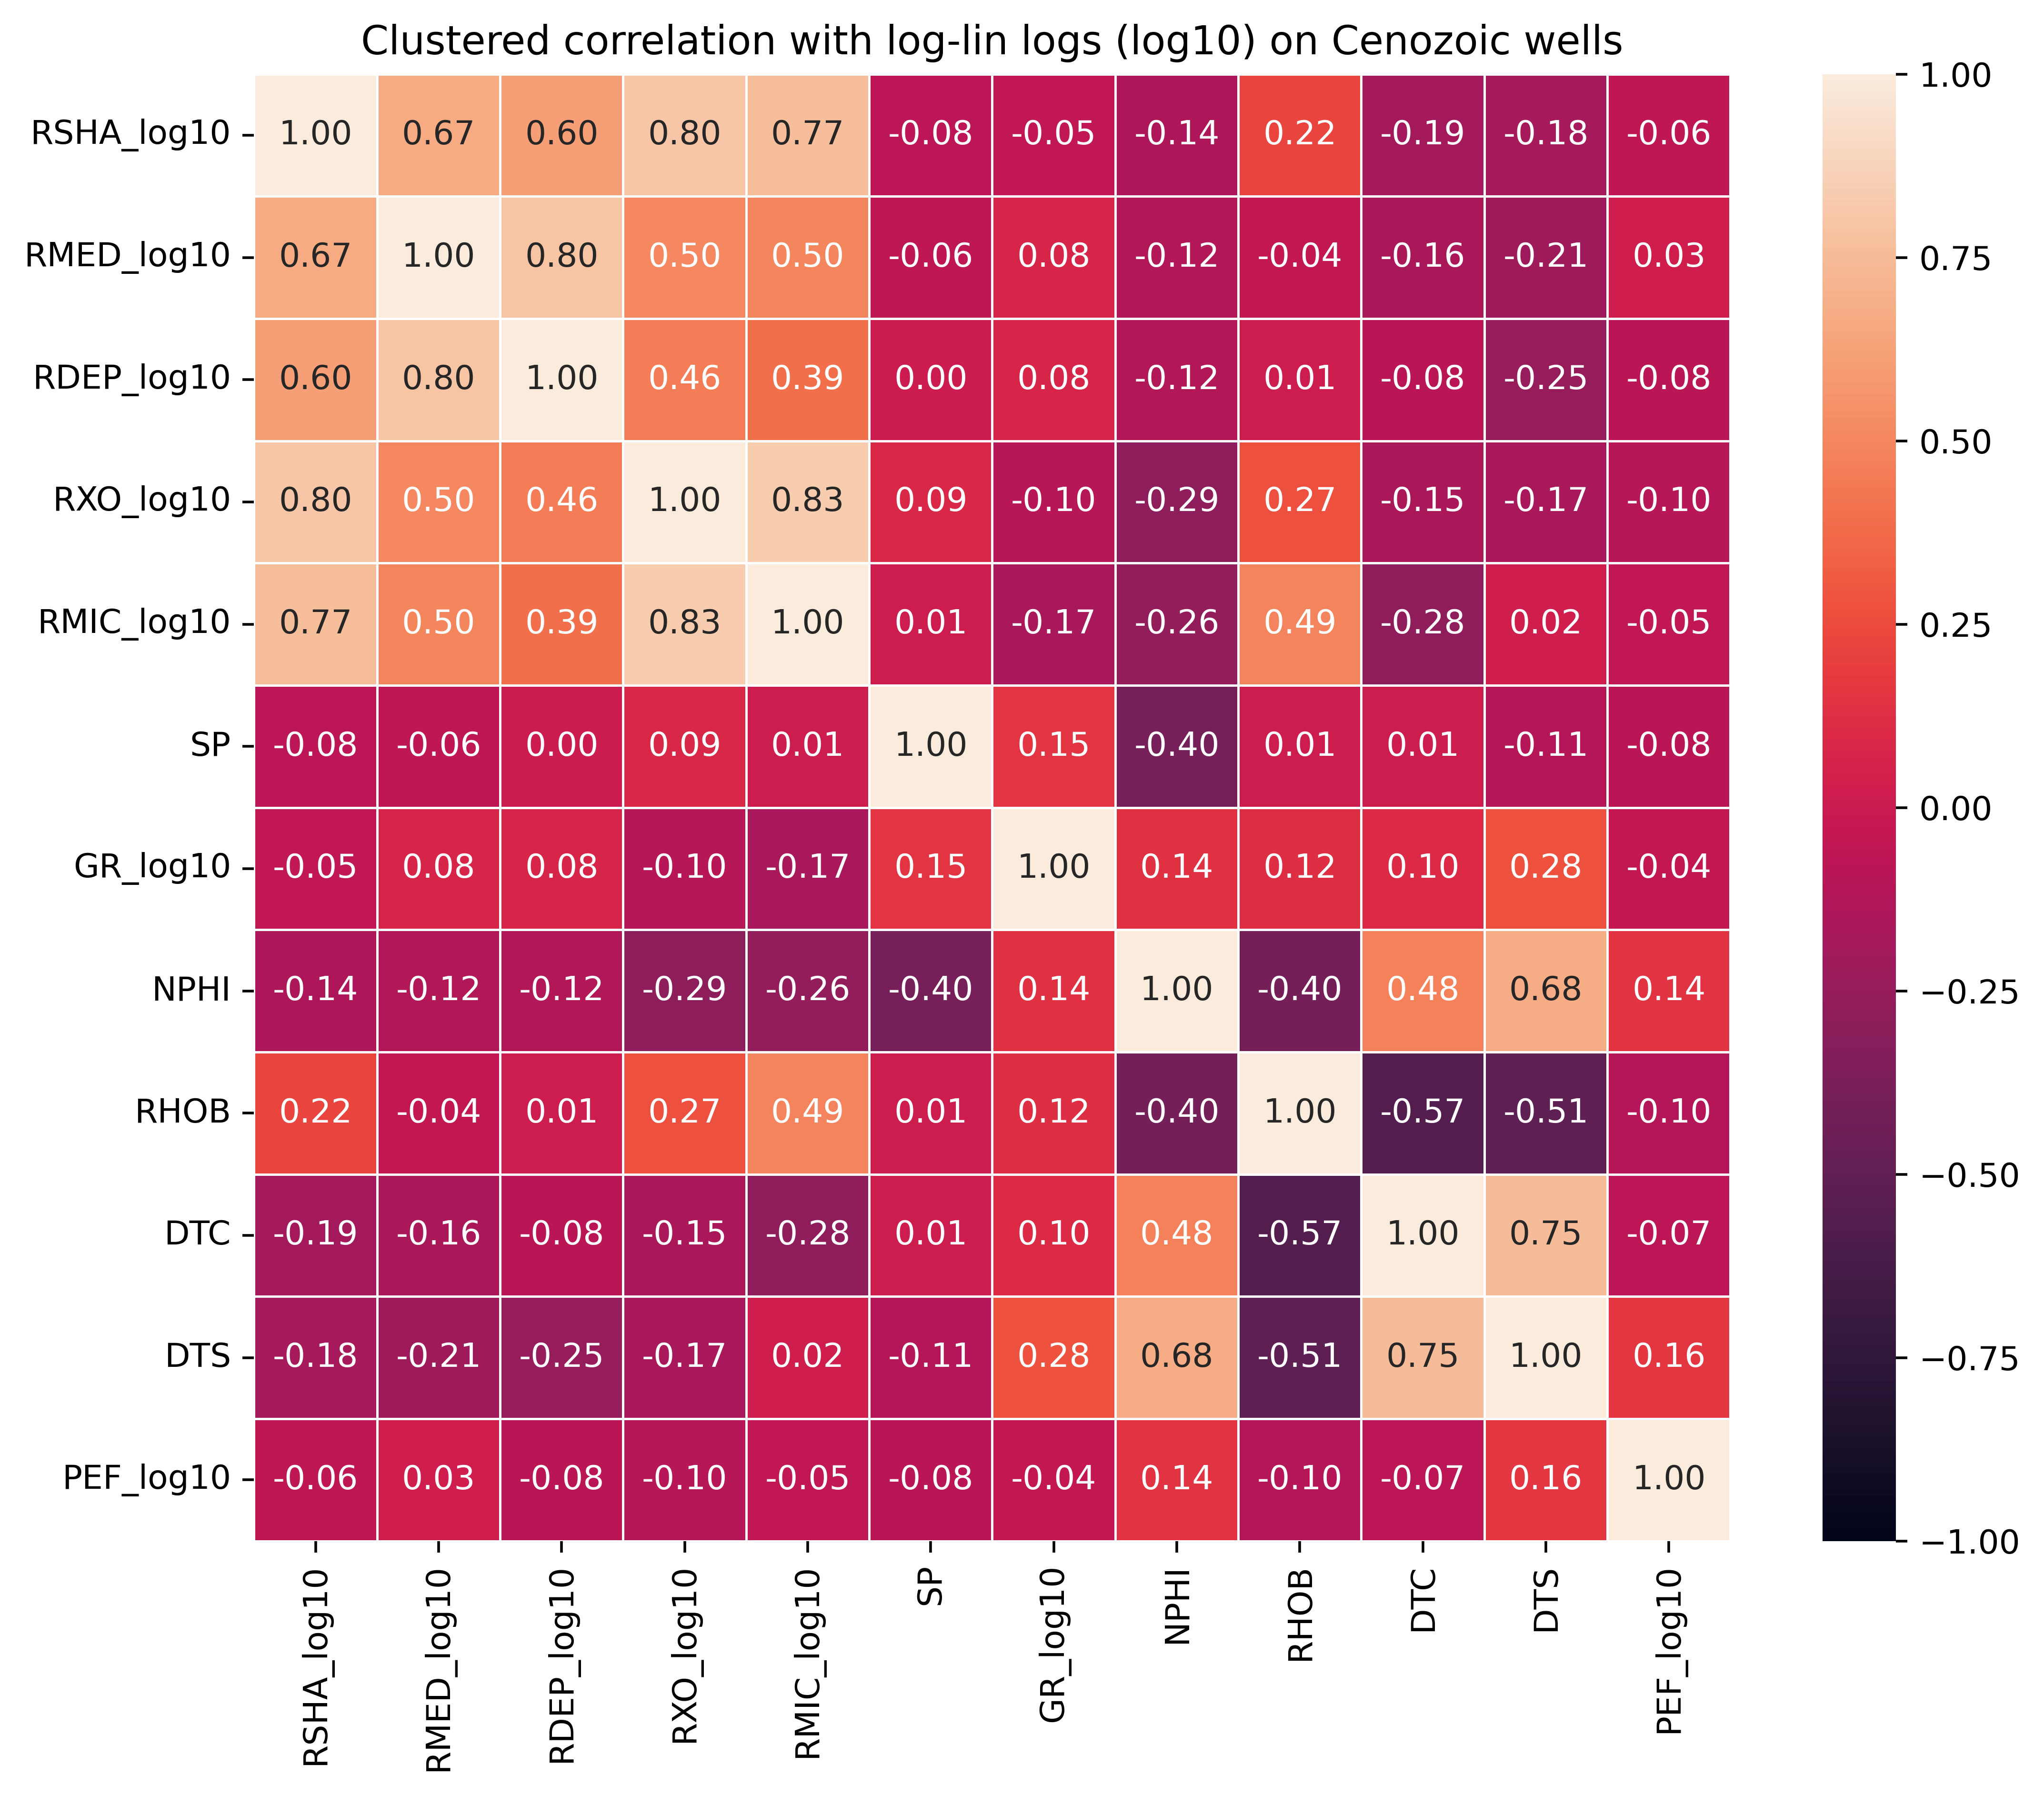 Clustered correlation with log-lin logs (log10) on Cenozoic wells
RSHA_log10 1.00 0.67 0.60 0.80 0.77 -0.08 -0.05 -0.14 0.22 -0.19 -0.18 -0.06
RMED_log10 0.67 1.00 0.80 0.50 0.50 -0.06 0.08 -0.12 -0.04 -0.16 -0.21 0.03
RDEP_log10 0.60 0.80 1.00 0.46 0.39 0.00 0.08 -0.12 0.01 -0.08 -0.25 -0.08
RXO_log10 0.80 0.50 0.46 1.00 0.83 0.09 -0.10 -0.29 0.27 -0.15 -0.17 -0.10
RMIC_log10 0.77 0.50 0.39 0.83 1.00 0.01 -0.17 -0.26 0.49 -0.28 0.02 -0.05
SP -0.08 -0.06 0.00 0.09 0.01 1.00 0.15 -0.40 0.01 0.01 -0.11 -0.08
GR_log10 -0.05 0.08 0.08 -0.10 -0.17 0.15 1.00 0.14 0.12 0.10 0.28 -0.04
NPHI -0.14 -0.12 -0.12 -0.29 -0.26 -0.40 0.14 1.00 -0.40 0.48 0.68 0.14
RHOB 0.22 -0.04 0.01 0.27 0.49 0.01 0.12 -0.40 1.00 -0.57 -0.51 -0.10
DTC -0.19 -0.16 -0.08 -0.15 -0.28 0.01 0.10 0.48 -0.57 1.00 0.75 -0.07
DTS -0.18 -0.21 -0.25 -0.17 0.02 -0.11 0.28 0.68 -0.51 0.75 1.00 0.16
PEF_log10 -0.06 0.03 -0.08 -0.10 -0.05 -0.08 -0.04 0.14 -0.10 -0.07 0.16 1.00
RSHA_log10 RMED_log10 RDEP_log10 RXO_log10 RMIC_log10 SP GR_log10 NPHI RHOB DTC DTS PEF_log10
1.00
0.75
0.50
0.25
0.00
−0.25
−0.50
−0.75
−1.00